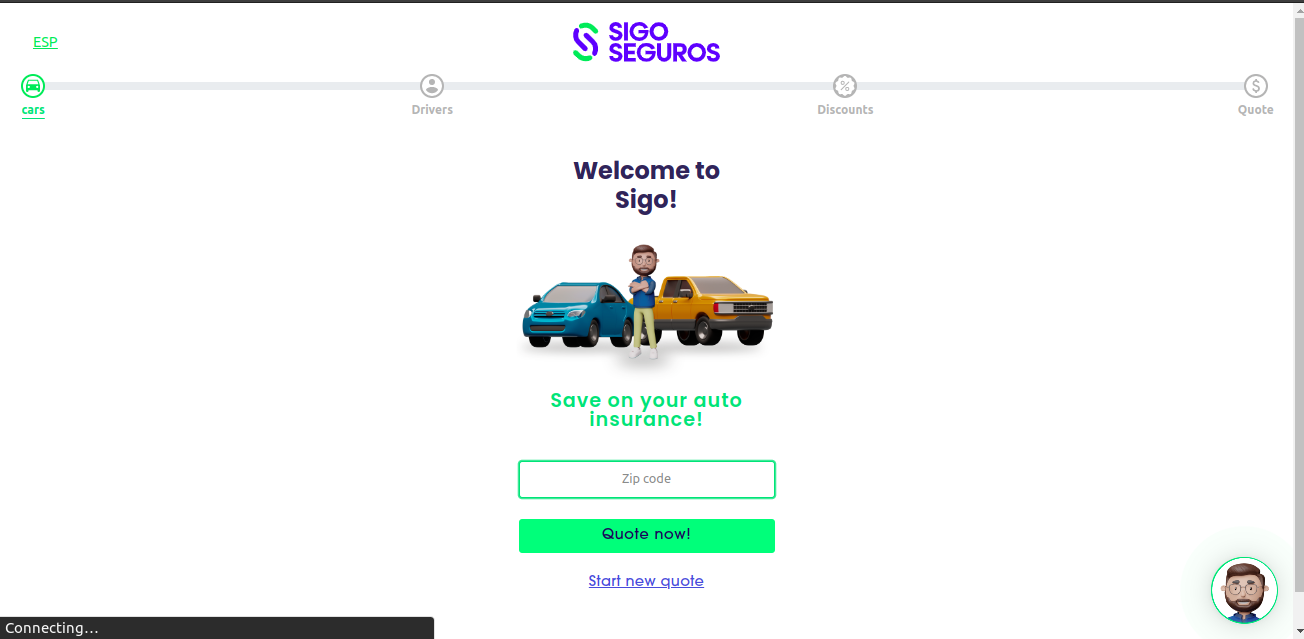 ESP
SIGO
SEGUROS
cars
Drivers
Discounts
Quote
Welcome to
Sigo!
Save on your auto
insurance!
Zip code
Quote now!
Start new quote
Connecting...